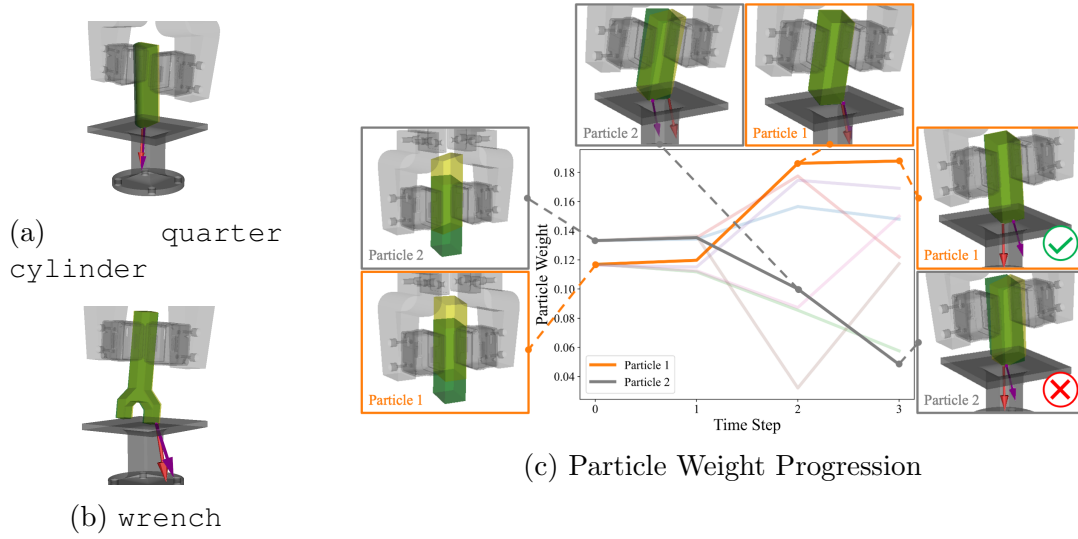 (a) quarter
cylinder
(b) wrench
Particle 2
Particle 1
Particle 2
Particle 1
Particle 1
Particle 2
Particle Weight
0.18
0.16
0.14
0.12
0.10
0.08
0.06
0.04
Particle 1
Particle 2
0 1 2 3
Time Step
(c) Particle Weight Progression